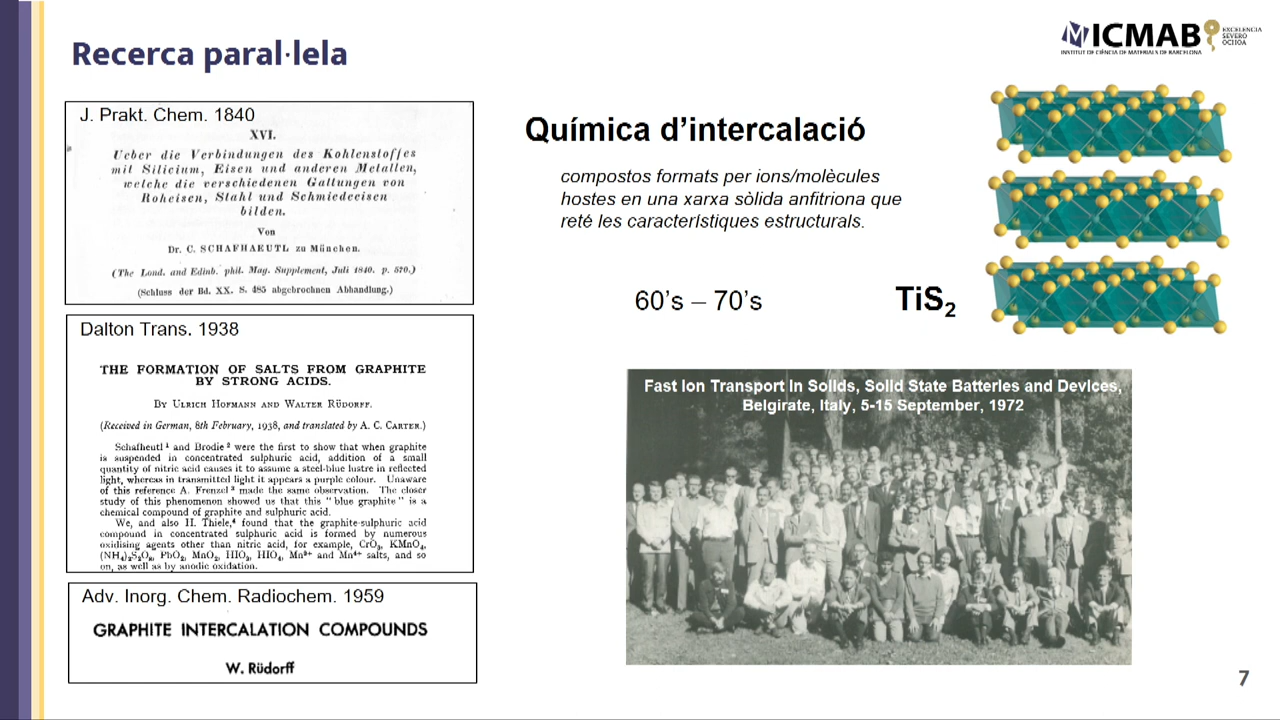 Recerca paral·lela
ICMAB
INSTITUT DE CIÈNCIA DE MATERIALS DE BARCELONA
EXCELENCIA
SEVERO
OCHOA
J. Prakt. Chem. 1840
XVI.
Ueber die Verbindungen des Kohlenstoffes
mit Silicium, Eisen und anderen Metallen,
welche die verschiedenen Gattungen von
Roheisen, Stahl und Schmiedeeisen
bilden.
Von
Dr. C. SCHAFHAEUTL zu München.
(The Lond. and Edinb. phil. Mag. Supplement, Juli 1840. p. 570.)
(Schluss der Bd. XX. S. 485 abgebrochnen Abhandlung.)
Dalton Trans. 1938
THE FORMATION OF SALTS FROM GRAPHITE
BY STRONG ACIDS.
BY ULRICH HOFMANN AND WALTER RÜDORFF.
(Received in German, 8th February, 1938, and translated by A. C. CARTER.)
Schafheutl ¹ and Brodie ² were the first to show that when graphite
is suspended in concentrated sulphuric acid, addition of a small
quantity of nitric acid causes it to assume a steel-blue lustre in reflected
light, whereas in transmitted light it appears a purple colour. Unaware
of this reference A. Frenzel ³ made the same observation. The closer
study of this phenomenon showed us that this " blue graphite " is a
chemical compound of graphite and sulphuric acid.
We, and also H. Thiele,⁴ found that the graphite-sulphuric acid
compound in concentrated sulphuric acid is formed by numerous
oxidising agents other than nitric acid, for example, CrO₃, KMnO₄,
(NH₄)₂S₂O₈, PbO₂, MnO₂, HIO₃, HIO₄, Mn³⁺ and Mn⁴⁺ salts, and so
on, as well as by anodic oxidation.
Adv. Inorg. Chem. Radiochem. 1959
GRAPHITE INTERCALATION COMPOUNDS
W. Rüdorff
Química d'intercalació
compostos formats per ions/molècules
hostes en una xarxa sòlida anfitriona que
reté les característiques estructurals.
60's – 70's
TiS₂
Fast Ion Transport in Solids, Solid State Batteries and Devices,
Belgirate, Italy, 5-15 September, 1972
7